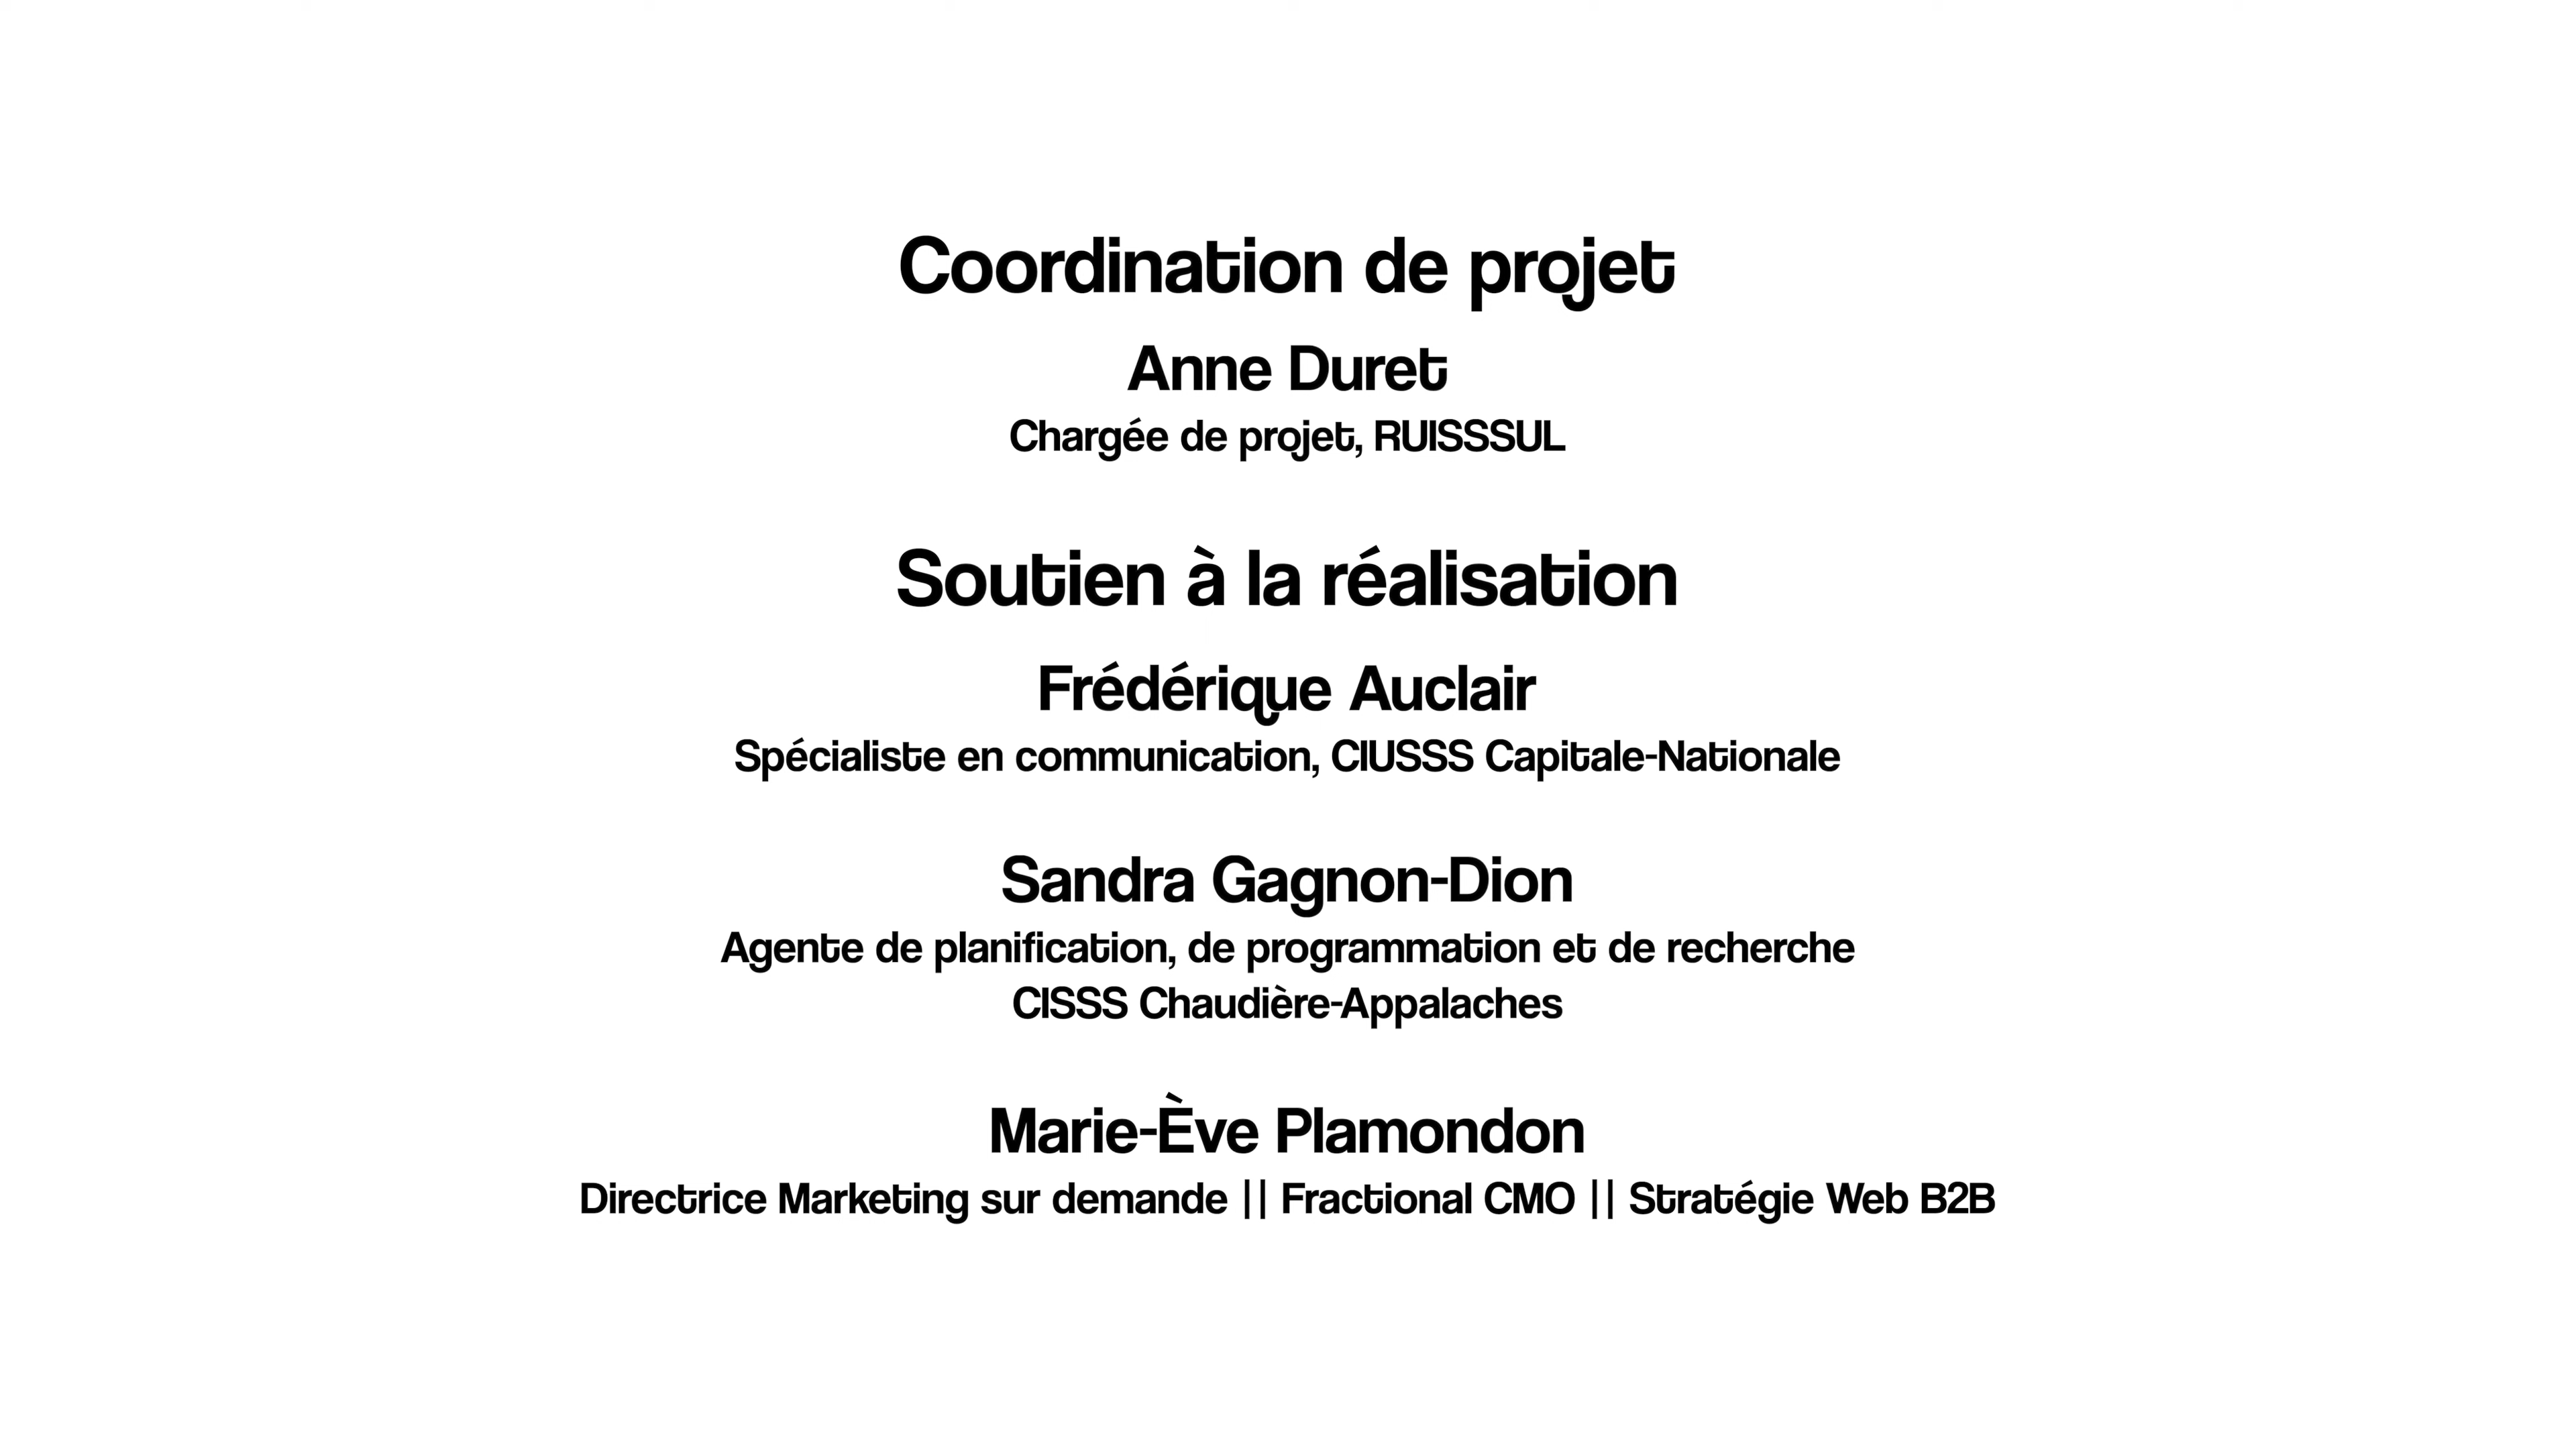 Coordination de projet
Anne Duret
Chargée de projet, RUISSSUL
Soutien à la réalisation
Frédérique Auclair
Spécialiste en communication, CIUSSS Capitale-Nationale
Sandra Gagnon-Dion
Agente de planification, de programmation et de recherche
CISSS Chaudière-Appalaches
Marie-Ève Plamondon
Directrice Marketing sur demande || Fractional CMO || Stratégie Web B2B